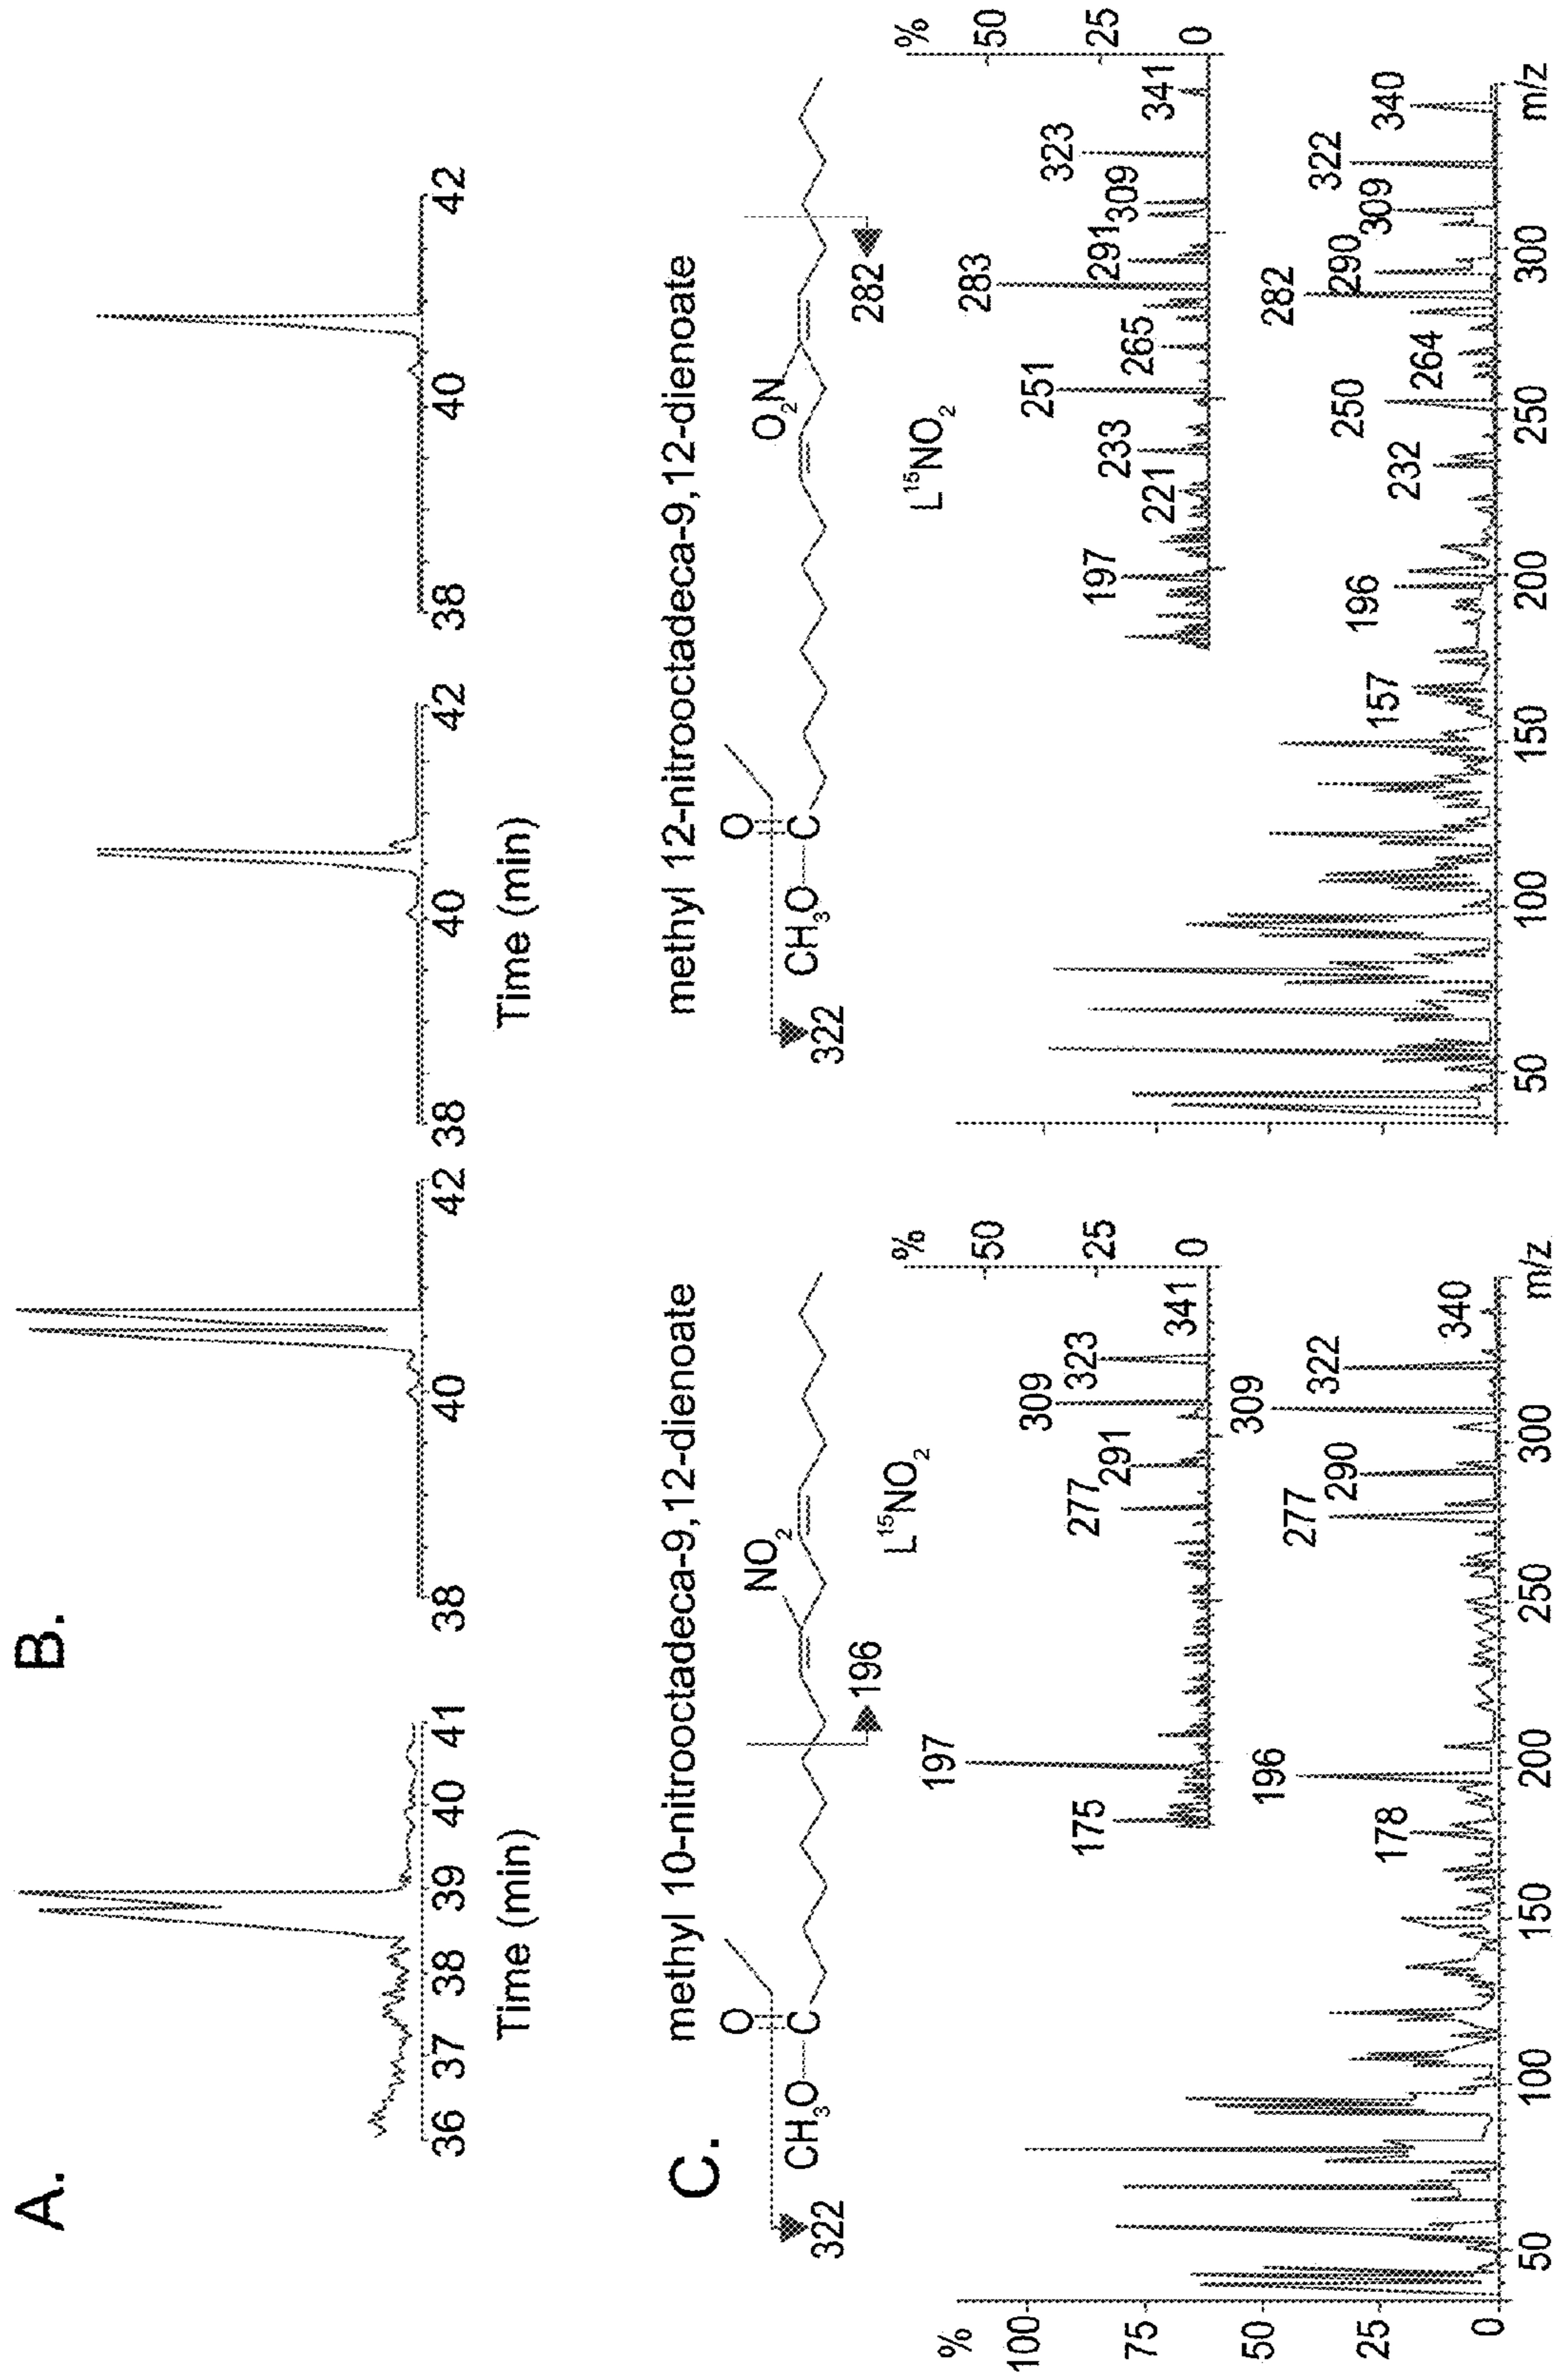 A.
36 37 38 39 40 41
Time (min)
B.
38 40 42
38 40 42
Time (min)
38 40 42
C.
methyl 10-nitrooctadeca-9,12-dienoate
O
C
CH3O
322
NO2
196
L15NO2
%
50
25
0
175
197
277
291
309
323
341
%
100
75
50
25
0
178
196
277
290
309
322
340
50 100 150 200 250 300 m/z
methyl 12-nitrooctadeca-9,12-dienoate
O
C
CH3O
322
O2N
282
L15NO2
%
50
25
0
197
221
233
251
265
283
291
309
323
341
157
196
232
250
264
282
290
309
322
340
50 100 150 200 250 300 m/z